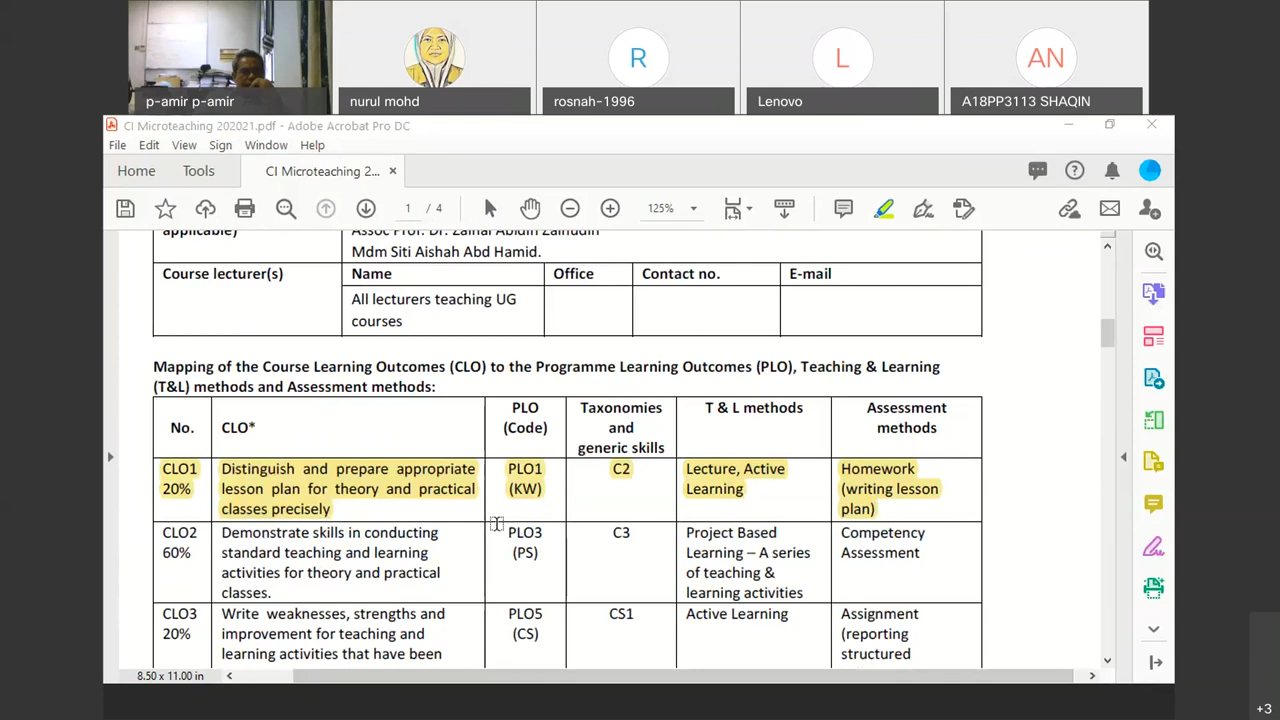 R
L
AN
p-amir p-amir
nurul mohd
rosnah-1996
Lenovo
A18PP3113 SHAQIN
CI Microteaching 202021.pdf - Adobe Acrobat Pro DC
File Edit View Sign Window Help
Home Tools CI Microteaching 2... ×
1 / 4 125%
applicable) Assoc Prof. Dr. Zainal Abidin Zainudin
Mdm Siti Aishah Abd Hamid.
Course lecturer(s) Name Office Contact no. E-mail
All lecturers teaching UG
courses
Mapping of the Course Learning Outcomes (CLO) to the Programme Learning Outcomes (PLO), Teaching & Learning
(T&L) methods and Assessment methods:
No.
CLO*
PLO
(Code)
Taxonomies
and
generic skills
T & L methods
Assessment
methods
CLO1
20%
Distinguish and prepare appropriate
lesson plan for theory and practical
classes precisely
PLO1
(KW)
C2
Lecture, Active
Learning
Homework
(writing lesson
plan)
CLO2
60%
Demonstrate skills in conducting
standard teaching and learning
activities for theory and practical
classes.
PLO3
(PS)
C3
Project Based
Learning – A series
of teaching &
learning activities
Competency
Assessment
CLO3
20%
Write weaknesses, strengths and
improvement for teaching and
learning activities that have been
PLO5
(CS)
CS1
Active Learning
Assignment
(reporting
structured
8.50 x 11.00 in
+3